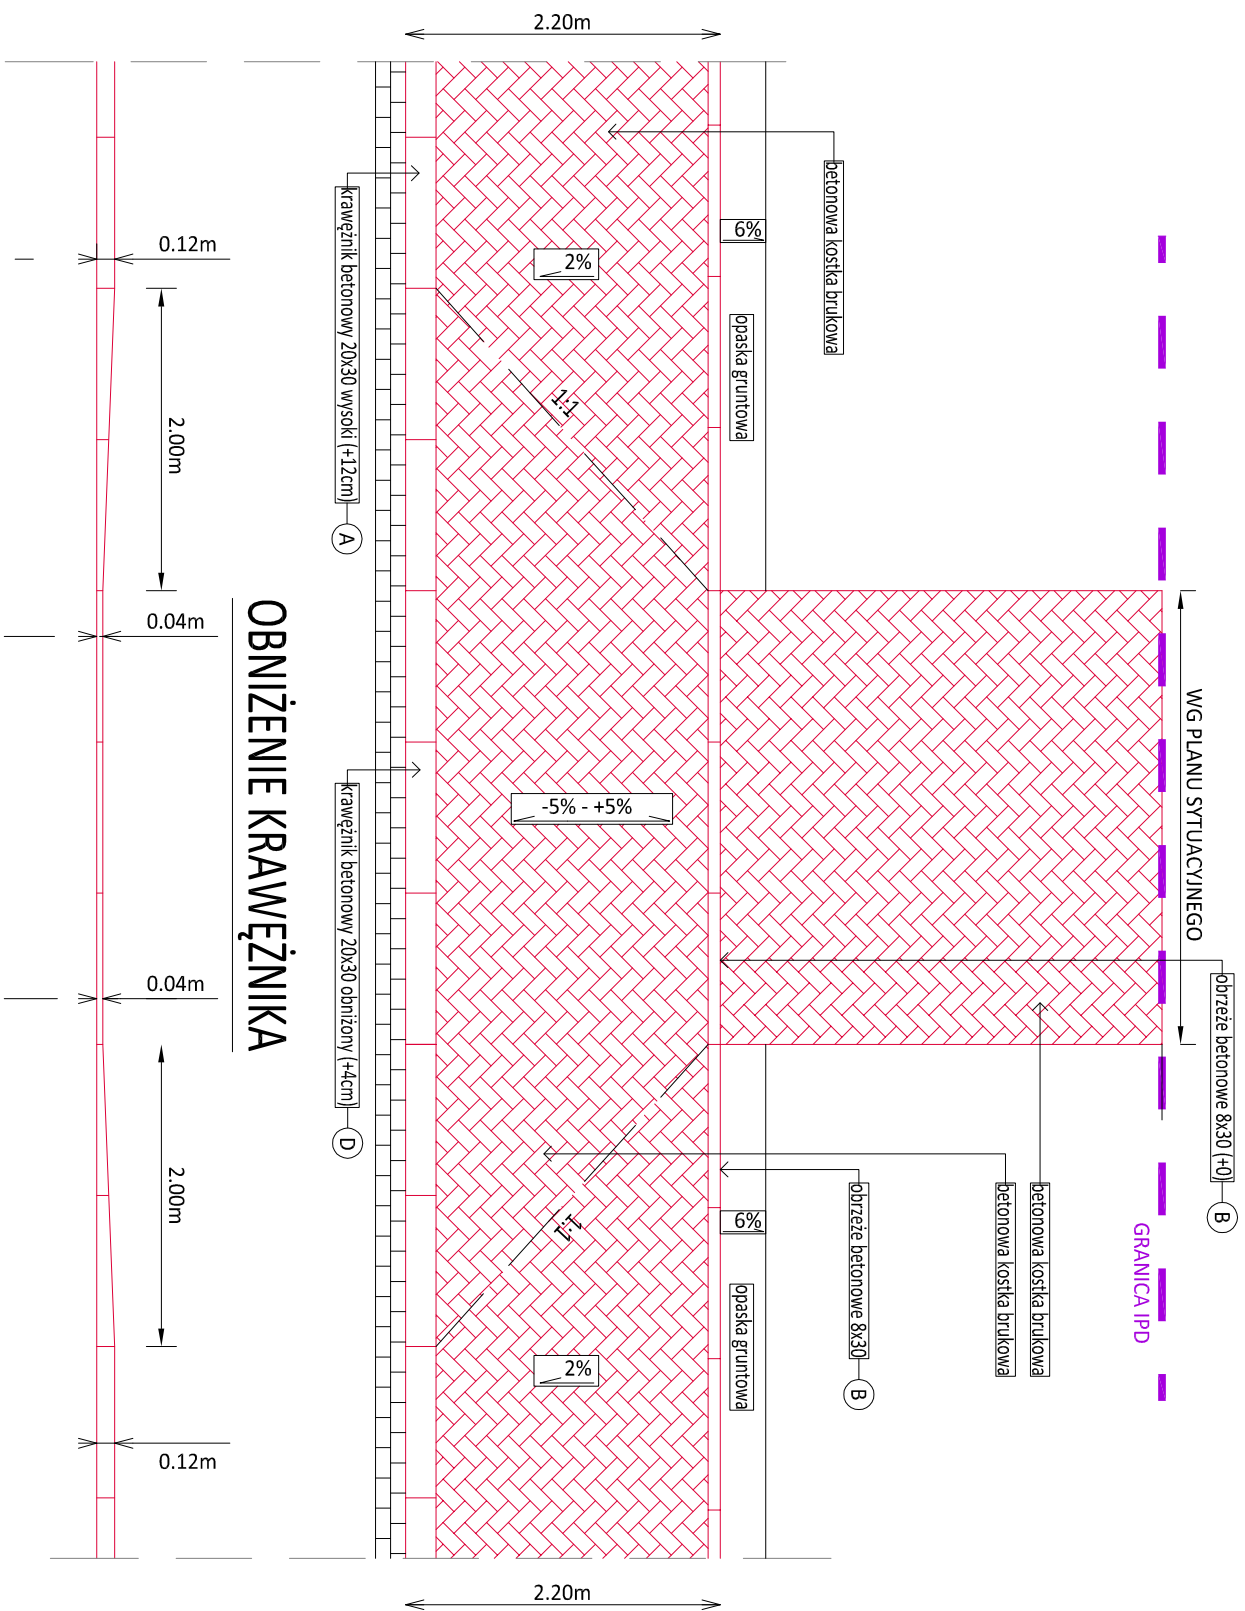 2.20m
betonowa kostka brukowa
krawężnik betonowy 20x30 wysoki (+12cm)
A
6%
0.12m
2%
opaska gruntowa
2.00m
1:1
0.04m
OBNIŻENIE KRAWĘŻNIKA
WG PLANU SYTUACYJNEGO
krawężnik betonowy 20x30 obniżony (+4cm)
D
-5% - +5%
obrzeże betonowe 8x30 (+0)
B
0.04m
2.00m
obrzeże betonowe 8x30
B
betonowa kostka brukowa
betonowa kostka brukowa
GRANICA IPD
6%
1:1
opaska gruntowa
2%
0.12m
2.20m